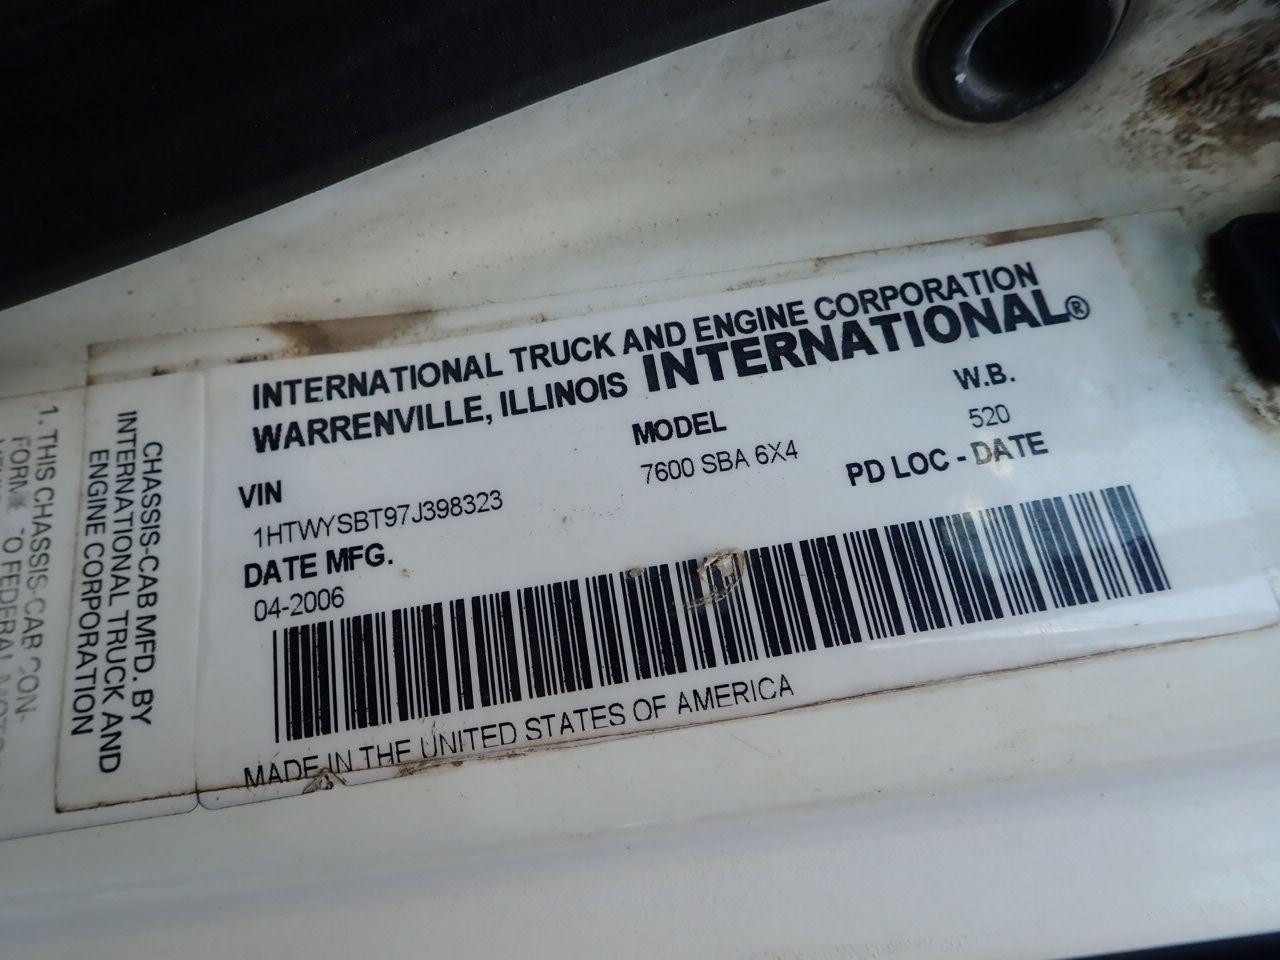 INTERNATIONAL TRUCK AND ENGINE CORPORATION
WARRENVILLE, ILLINOIS INTERNATIONAL®
VIN MODEL W.B.
1HTWYSBT97J398323 7600 SBA 6X4 520
DATE MFG. PD LOC - DATE
04-2006
MADE IN THE UNITED STATES OF AMERICA
CHASSIS-CAB MFD. BY
INTERNATIONAL TRUCK AND
ENGINE CORPORATION
1. THIS CHASSIS-CAB CON-
TO FEDERAL